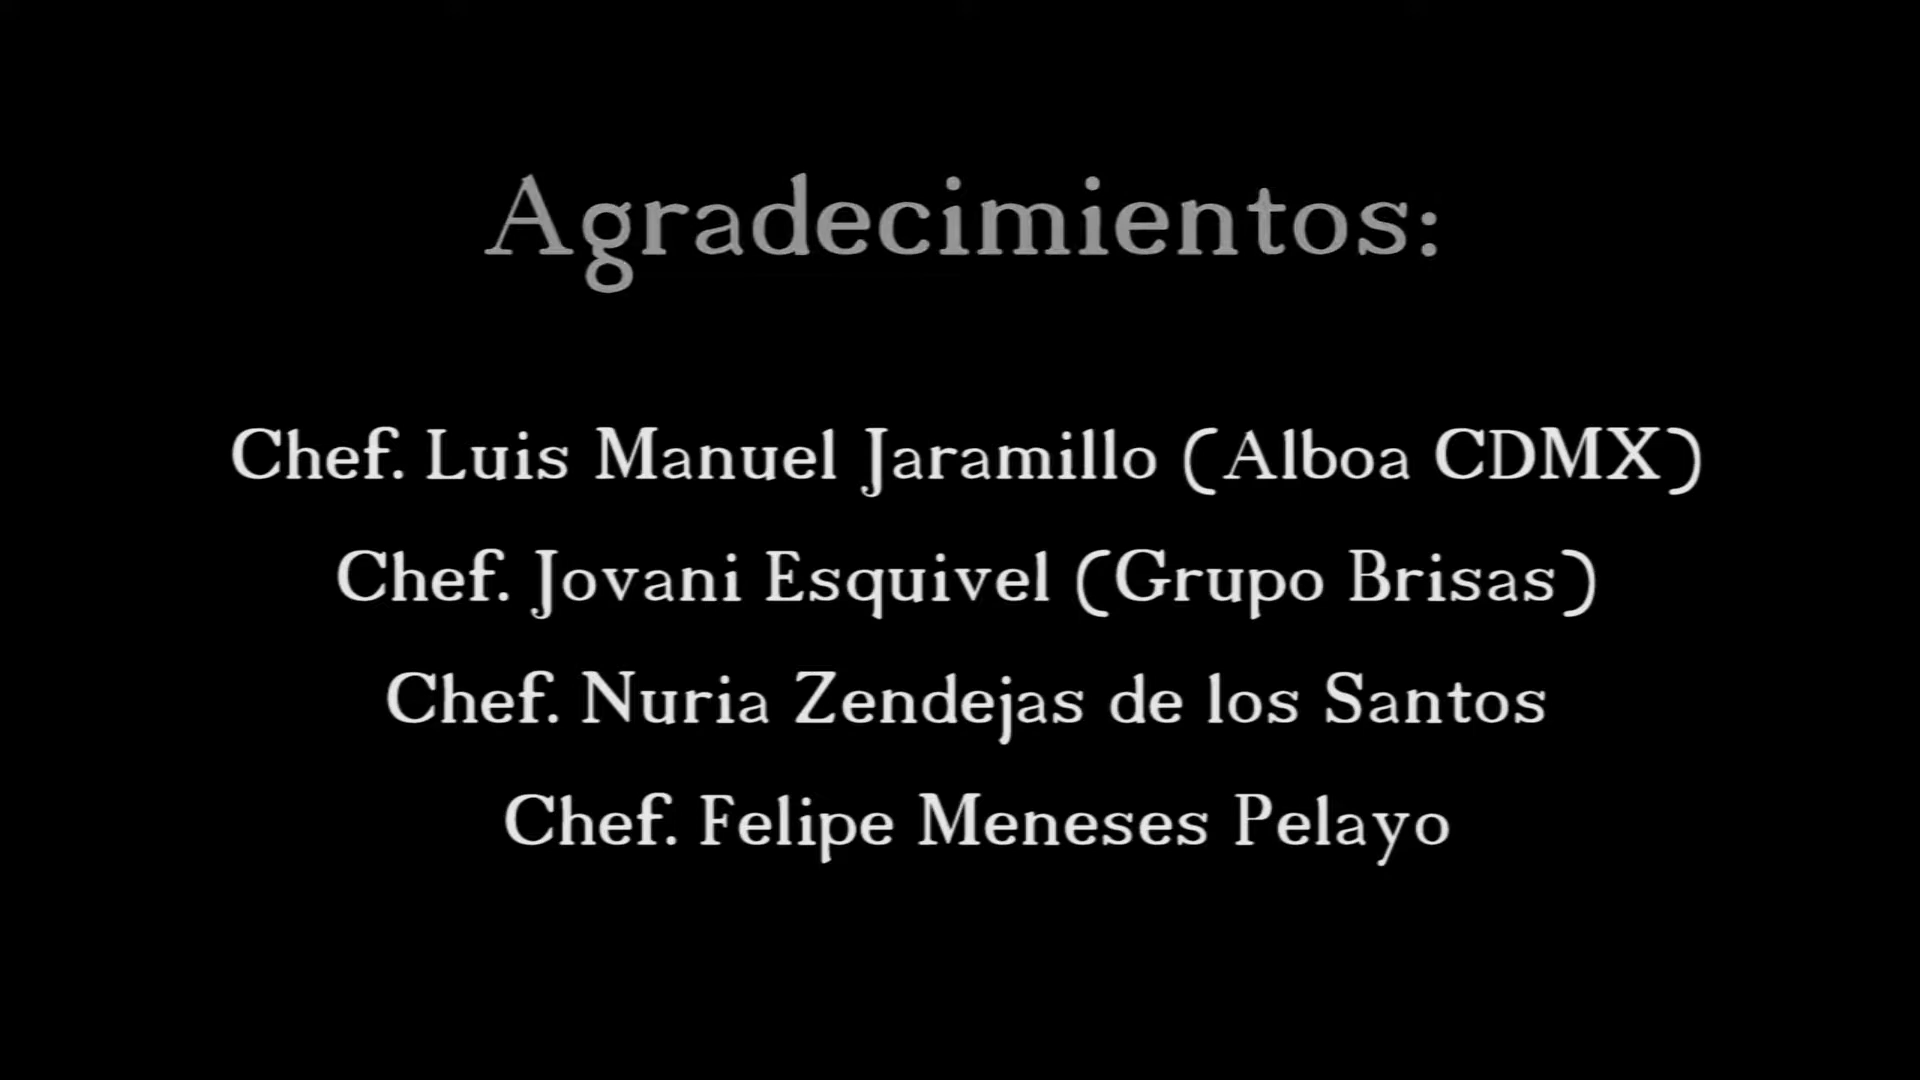 Agradecimientos:
Chef. Luis Manuel Jaramillo (Alboa CDMX)
Chef. Jovani Esquivel (Grupo Brisas)
Chef. Nuria Zendejas de los Santos
Chef. Felipe Meneses Pelayo